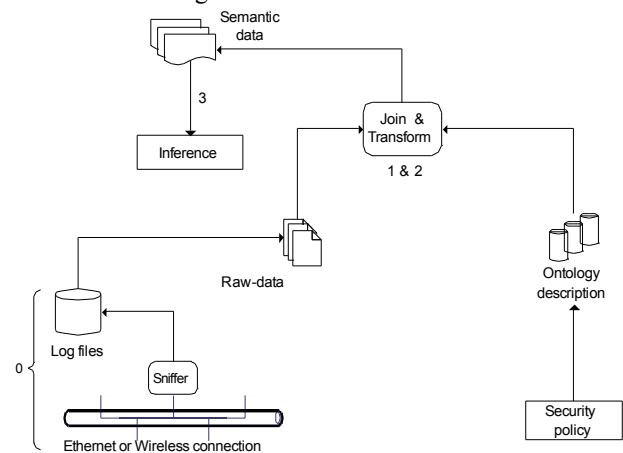 Semantic
data
3
Inference
Join &
Transform
1 & 2
Raw-data
Ontology
description
0
Log files
Sniffer
Ethernet or Wireless connection
Security
policy